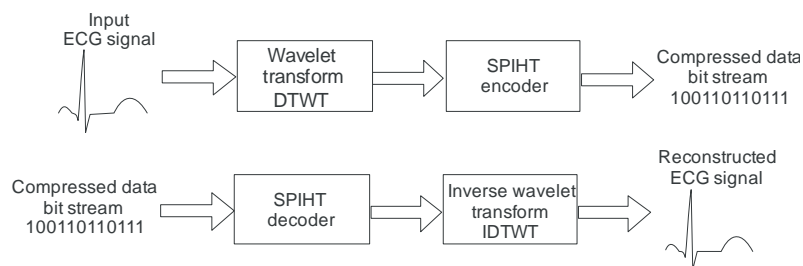 Input
ECG signal
Wavelet
transform
DTWT
SPIHT
encoder
Compressed data
bit stream
100110110111
Compressed data
bit stream
100110110111
SPIHT
decoder
Inverse wavelet
transform
IDTWT
Reconstructed
ECG signal